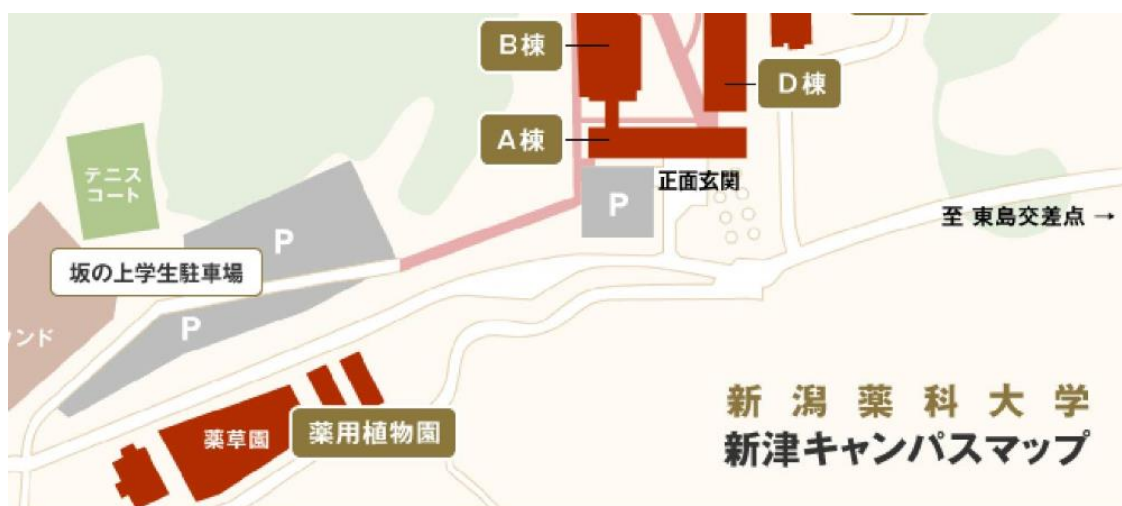 B棟
D棟
A棟
正面玄関
テニス
コート
P
P
至 東島交差点 →
坂の上学生駐車場
P
ウンド
薬草園
薬用植物園
新潟薬科大学
新津キャンパスマップ